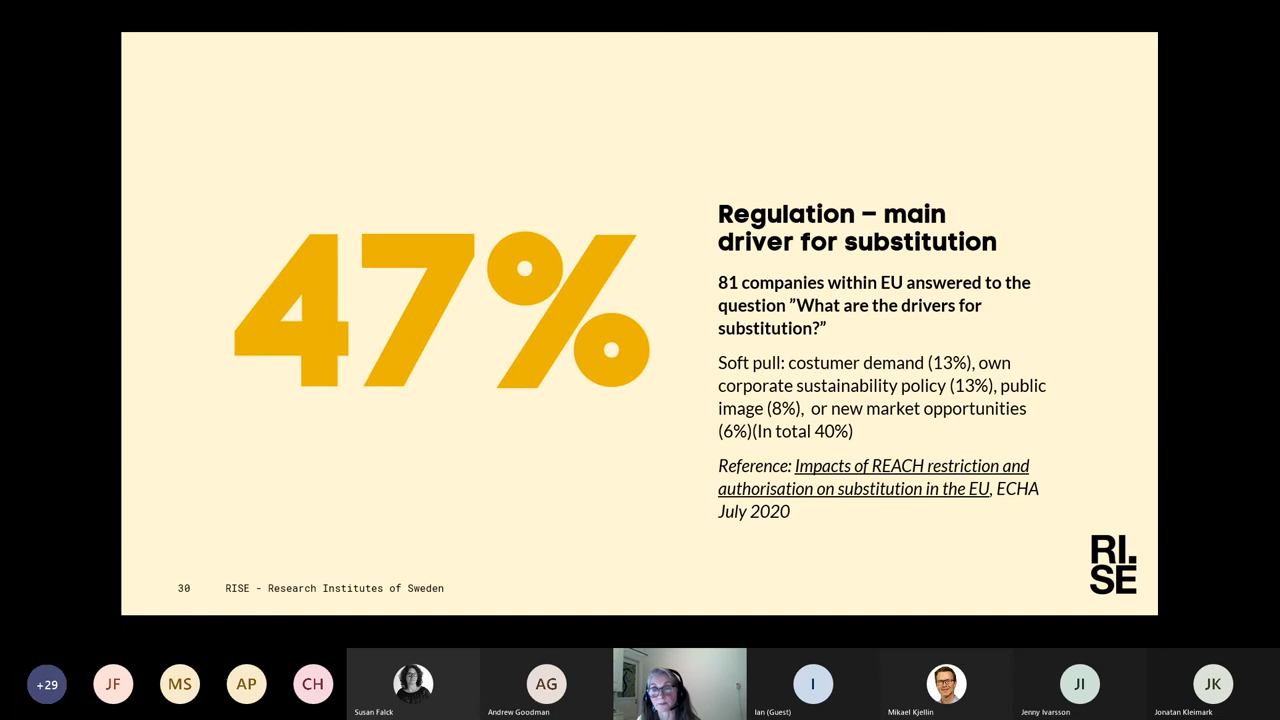 47%
Regulation – main
driver for substitution
81 companies within EU answered to the
question ”What are the drivers for
substitution?”
Soft pull: costumer demand (13%), own
corporate sustainability policy (13%), public
image (8%),  or new market opportunities
(6%)(In total 40%)
Reference: Impacts of REACH restriction and
authorisation on substitution in the EU, ECHA
July 2020
RI.
SE
30 RISE - Research Institutes of Sweden
+29
JF
MS
AP
CH
Susan Falck
AG
Andrew Goodman
I
Ian (Guest)
Mikael Kjellin
JI
Jenny Ivarsson
JK
Jonatan Kleimark